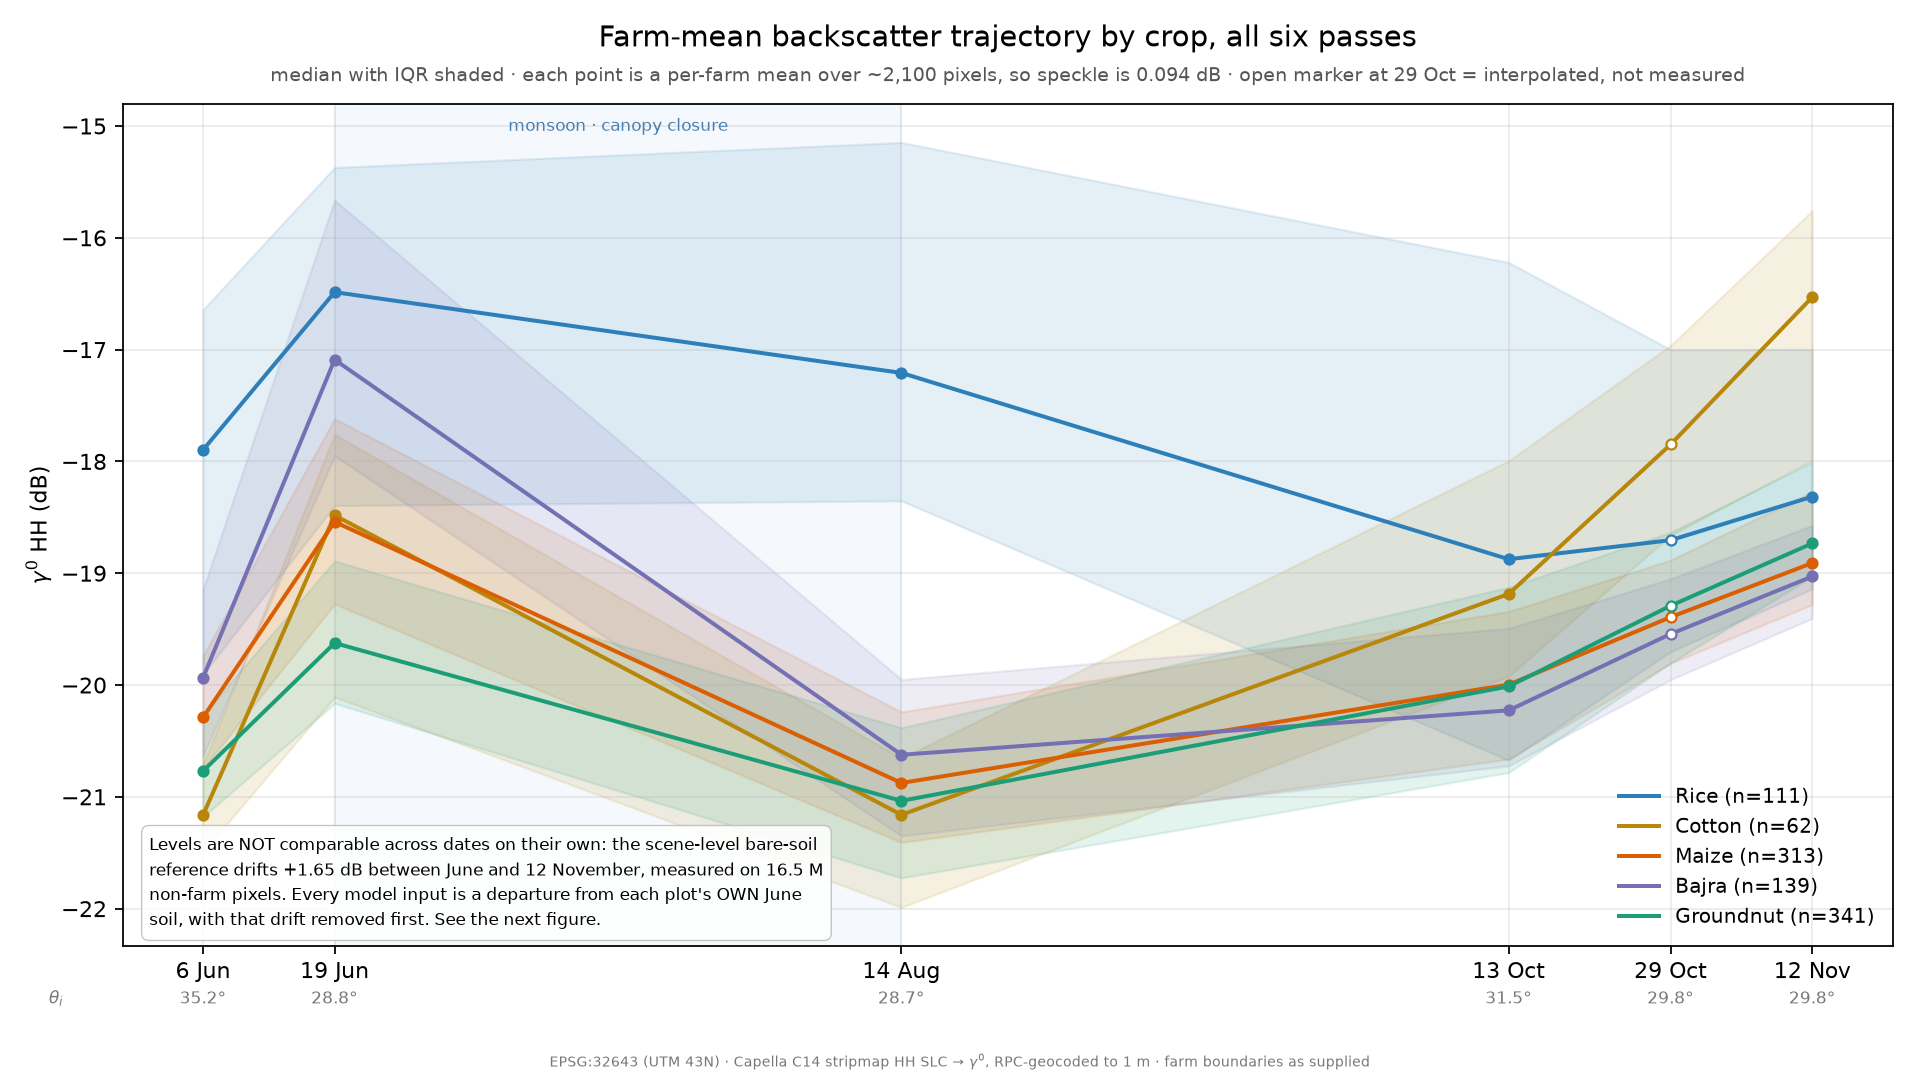 Farm-mean backscatter trajectory by crop, all six passes
median with IQR shaded · each point is a per-farm mean over ~2,100 pixels, so speckle is 0.094 dB · open marker at 29 Oct = interpolated, not measured
monsoon · canopy closure
−15
−16
−17
−18
−19
−20
−21
−22
γ⁰ HH (dB)
Rice (n=111)
Cotton (n=62)
Maize (n=313)
Bajra (n=139)
Groundnut (n=341)
Levels are NOT comparable across dates on their own: the scene-level bare-soil
reference drifts +1.65 dB between June and 12 November, measured on 16.5 M
non-farm pixels. Every model input is a departure from each plot's OWN June
soil, with that drift removed first. See the next figure.
6 Jun 19 Jun 14 Aug 13 Oct 29 Oct 12 Nov
θi 35.2° 28.8° 28.7° 31.5° 29.8° 29.8°
EPSG:32643 (UTM 43N) · Capella C14 stripmap HH SLC → γ⁰, RPC-geocoded to 1 m · farm boundaries as supplied